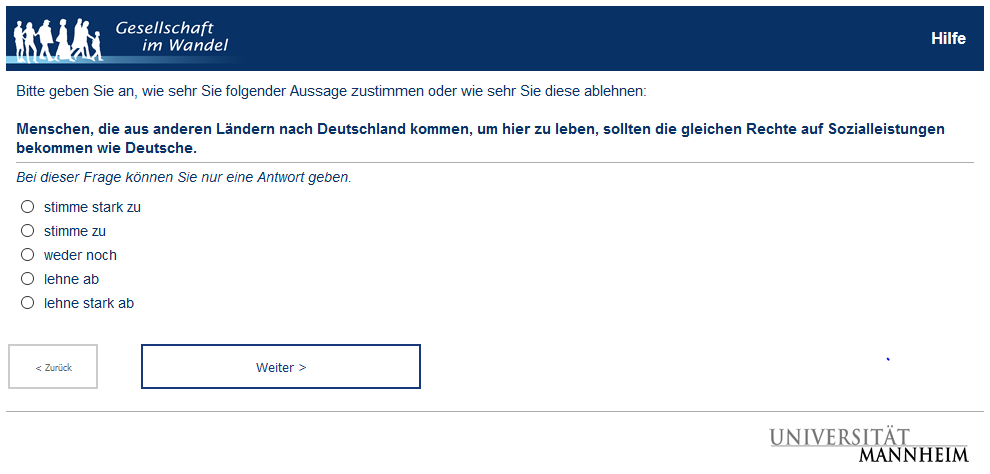 Gesellschaft
im Wandel
Hilfe
Bitte geben Sie an, wie sehr Sie folgender Aussage zustimmen oder wie sehr Sie diese ablehnen:
Menschen, die aus anderen Ländern nach Deutschland kommen, um hier zu leben, sollten die gleichen Rechte auf Sozialleistungen
bekommen wie Deutsche.
Bei dieser Frage können Sie nur eine Antwort geben.
stimme stark zu
stimme zu
weder noch
lehne ab
lehne stark ab
< Zurück
Weiter >
UNIVERSITÄT
MANNHEIM